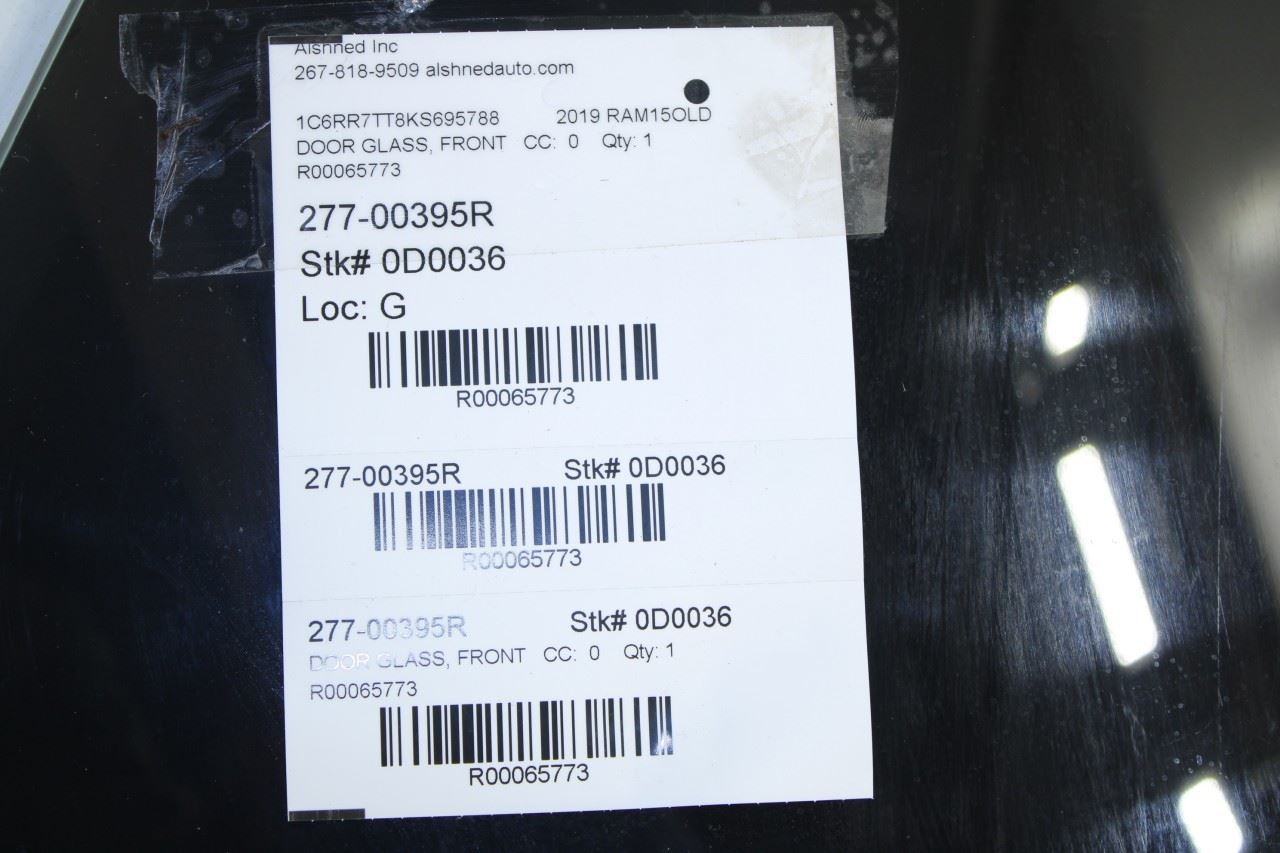 Alshned Inc
267-818-9509 alshnedauto.com
1C6RR7TT8KS695788 2019 RAM15OLD
DOOR GLASS, FRONT CC: 0 Qty: 1
R00065773
277-00395R
Stk# 0D0036
Loc: G
R00065773
277-00395R Stk# 0D0036
R00065773
277-00395R Stk# 0D0036
DOOR GLASS, FRONT CC: 0 Qty: 1
R00065773
R00065773